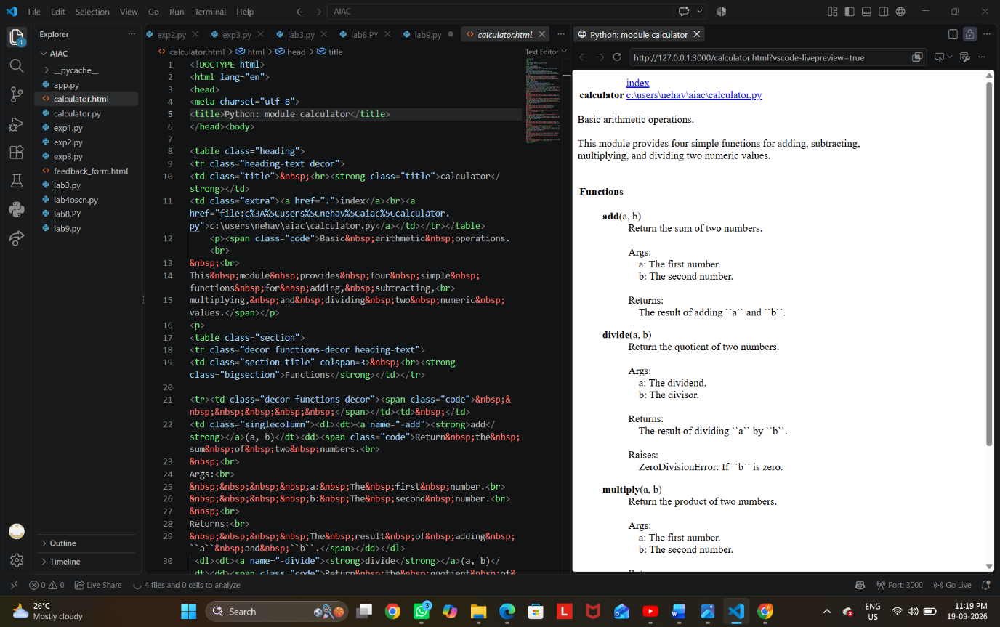 File Edit Selection View Go Run Terminal Help
AIAC
Explorer
AIAC
__pycache__
app.py
calculator.html
calculator.py
exp1.py
exp2.py
exp3.py
feedback_form.html
lab3.py
lab4oscn.py
lab8.PY
lab9.py
Outline
Timeline
exp2.py exp3.py lab3.py lab8.PY lab9.py calculator.html
calculator.html > html > head > title
Text Editor
1 <!DOCTYPE html>
2 <html lang="en">
3 <head>
4 <meta charset="utf-8">
5 <title>Python: module calculator</title>
6 </head><body>
7
8 <table class="heading">
9 <tr class="heading-text decor">
10 <td class="title">&nbsp;<br><strong class="title">calculator</
strong></td>
11 <td class="extra"><a href=".">index</a><br><a
href="file:c%3A%5Cusers%5Cnehav%5Caiac%5Ccalculator.
py">c:\users\nehav\aiac\calculator.py</a></td></tr></table>
12 <p><span class="code">Basic&nbsp;arithmetic&nbsp;operations.
<br>
13 &nbsp;<br>
14 This&nbsp;module&nbsp;provides&nbsp;four&nbsp;simple&nbsp;
functions&nbsp;for&nbsp;adding,&nbsp;subtracting,<br>
15 multiplying,&nbsp;and&nbsp;dividing&nbsp;two&nbsp;numeric&nbsp;
values.</span></p>
16 <p>
17 <table class="section">
18 <tr class="decor functions-decor heading-text">
19 <td class="section-title" colspan=3>&nbsp;<br><strong
class="bigsection">Functions</strong></td></tr>
20
21 <tr><td class="decor functions-decor"><span class="code">&nbsp;&
nbsp;&nbsp;&nbsp;&nbsp;&nbsp;</span></td><td>&nbsp;</td>
22 <td class="singlecolumn"><dl><dt><a name="-add"><strong>add</
strong></a>(a, b)</dt><dd><span class="code">Return&nbsp;the&nbsp;
sum&nbsp;of&nbsp;two&nbsp;numbers.<br>
23 &nbsp;<br>
24 Args:<br>
25 &nbsp;&nbsp;&nbsp;&nbsp;a:&nbsp;The&nbsp;first&nbsp;number.<br>
26 &nbsp;&nbsp;&nbsp;&nbsp;b:&nbsp;The&nbsp;second&nbsp;number.<br>
27 &nbsp;<br>
28 Returns:<br>
29 &nbsp;&nbsp;&nbsp;&nbsp;The&nbsp;result&nbsp;of&nbsp;adding&nbsp;
``a``&nbsp;and&nbsp;``b``.</span></dd></dl>
30 <dl><dt><a name="-divide"><strong>divide</strong></a>(a, b)</
dt><dd><span class="code">Return&nbsp;the&nbsp;quotient&nbsp;of&
Python: module calculator
http://127.0.0.1:3000/calculator.html?vscode-livepreview=true
index
calculator c:\users\nehav\aiac\calculator.py
Basic arithmetic operations.
This module provides four simple functions for adding, subtracting,
multiplying, and dividing two numeric values.
Functions
add(a, b)
Return the sum of two numbers.
Args:
a: The first number.
b: The second number.
Returns:
The result of adding ``a`` and ``b``.
divide(a, b)
Return the quotient of two numbers.
Args:
a: The dividend.
b: The divisor.
Returns:
The result of dividing ``a`` by ``b``.
Raises:
ZeroDivisionError: If ``b`` is zero.
multiply(a, b)
Return the product of two numbers.
Args:
a: The first number.
b: The second number.
0 0 Live Share 4 files and 0 cells to analyze Port: 3000 Go Live
26°C
Mostly cloudy
Search
3
ENG
US
11:19 PM
19-09-2026